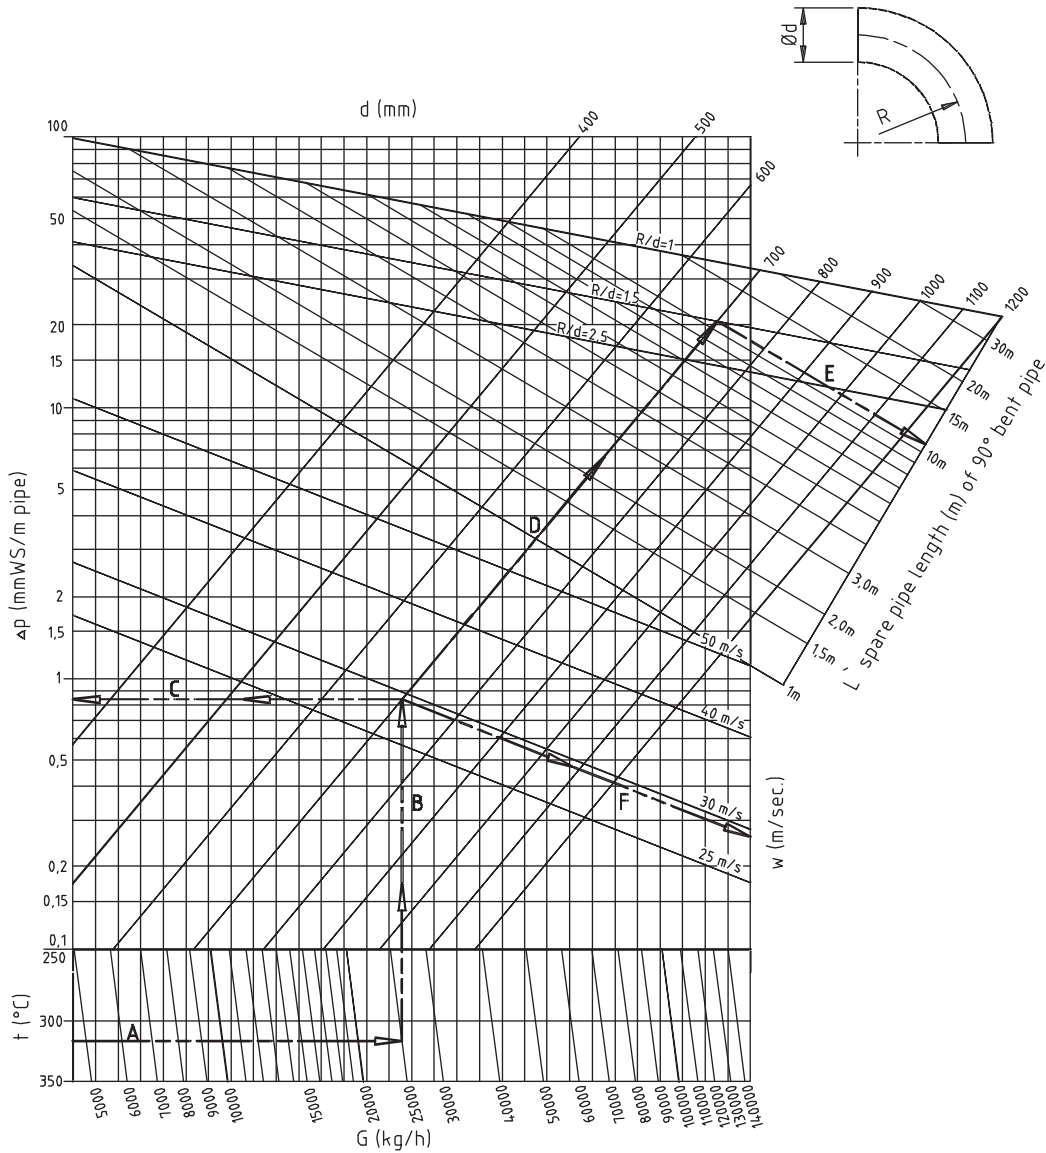 Ød
R
d (mm)
400
500
600
700
800
900
1000
1100
1200
100
50
20
15
10
5
2
1,5
1
0,5
0,2
0,15
0,1
▵p (mmWS/m pipe)
R/d=1
R/d=1,5
R/d=2,5
30m
20m
15m
10m
3,0m
2,0m
1,5m
1m
L' spare pipe length (m) of 90° bent pipe
E
D
C
B
F
A
50 m/s
40 m/s
30 m/s
25 m/s
w (m/sec.)
250
300
350
t (°C)
5000
6000
7000
8000
9000
10000
15000
20000
25000
30000
40000
50000
60000
70000
80000
90000
100000
110000
120000
130000
140000
G (kg/h)